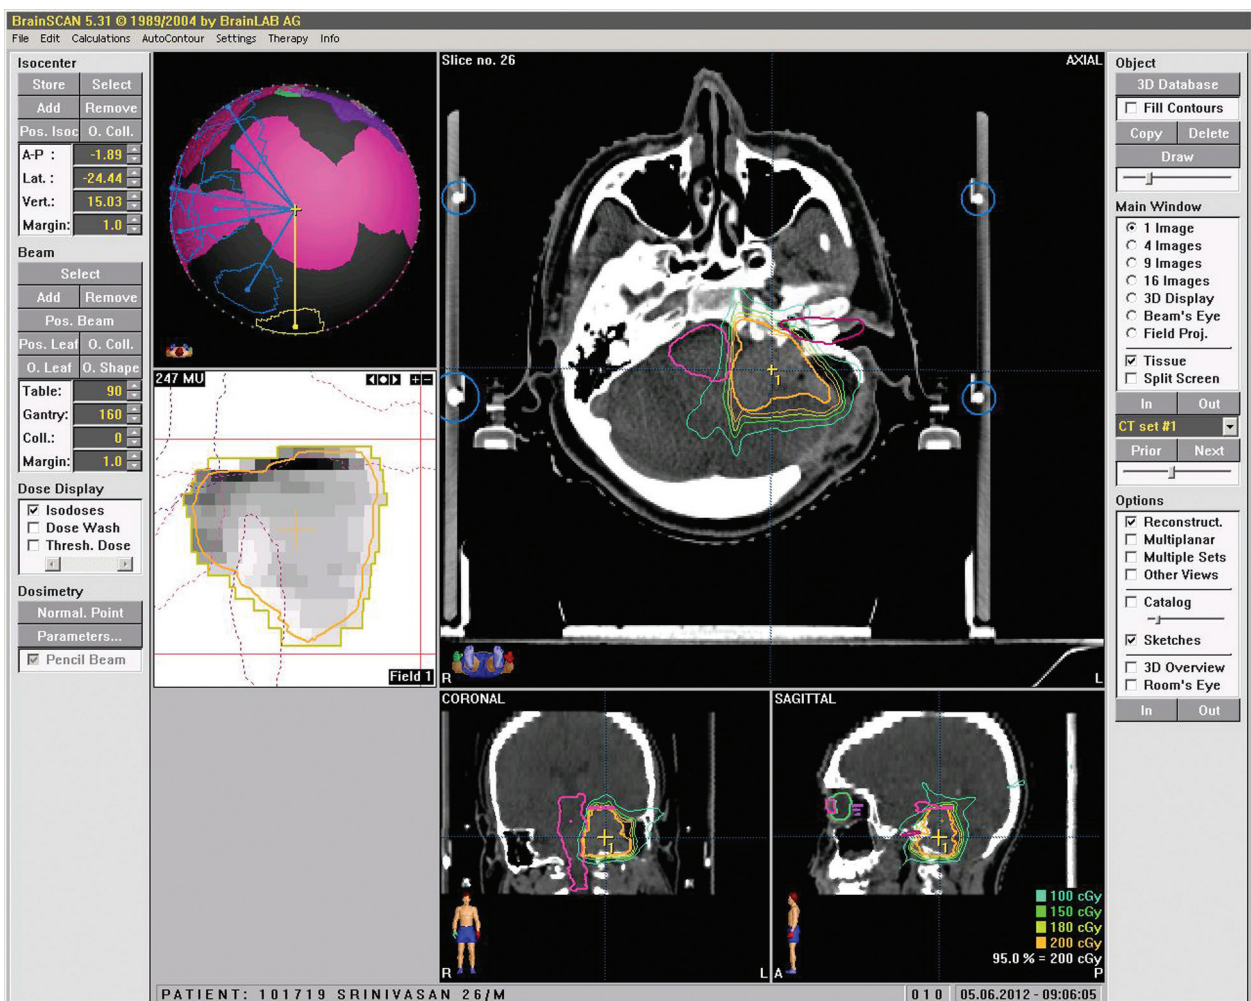 BrainSCAN 5.31 © 1989/2004 by BrainLAB AG
File Edit Calculations AutoContour Settings Therapy Info
Isocenter
Store Select
Add Remove
Pos. Isoc O. Coll.
A-P : -1.89
Lat. : -24.44
Vert.: 15.03
Margin: 1.0
Beam
Select
Add Remove
Pos. Beam
Pos. Leaf O. Coll.
O. Leaf O. Shape
Table: 90
Gantry: 160
Coll.: 0
Margin: 1.0
Dose Display
Isodoses
Dose Wash
Thresh. Dose
Dosimetry
Normal. Point
Parameters...
Pencil Beam
247 MU
Field 1
Slice no. 26 AXIAL
1
R L
CORONAL
1
R L
SAGITTAL
1
100 cGy
150 cGy
180 cGy
200 cGy
95.0 % = 200 cGy
A P
Object
3D Database
Fill Contours
Copy Delete
Draw
Main Window
1 Image
4 Images
9 Images
16 Images
3D Display
Beam's Eye
Field Proj.
Tissue
Split Screen
In Out
CT set #1
Prior Next
Options
Reconstruct.
Multiplanar
Multiple Sets
Other Views
Catalog
Sketches
3D Overview
Room's Eye
In Out
PATIENT: 101719 SRINIVASAN 26/M 0 1 0 05.06.2012 - 09:06:05